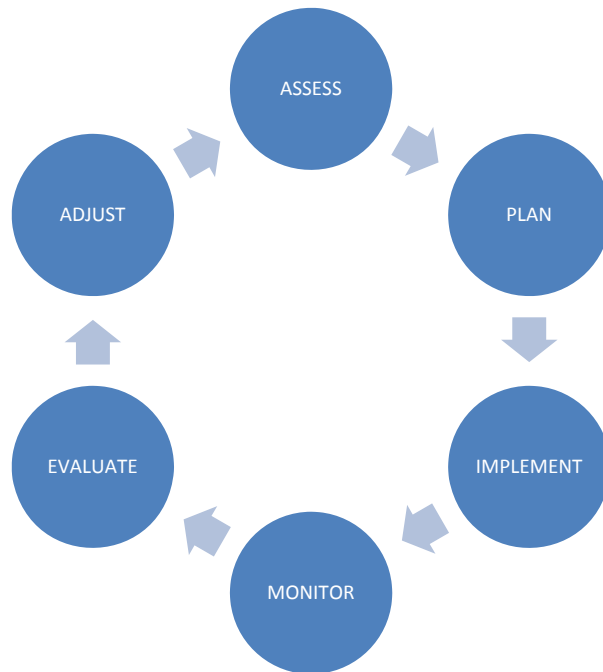 ASSESS
PLAN
IMPLEMENT
MONITOR
EVALUATE
ADJUST